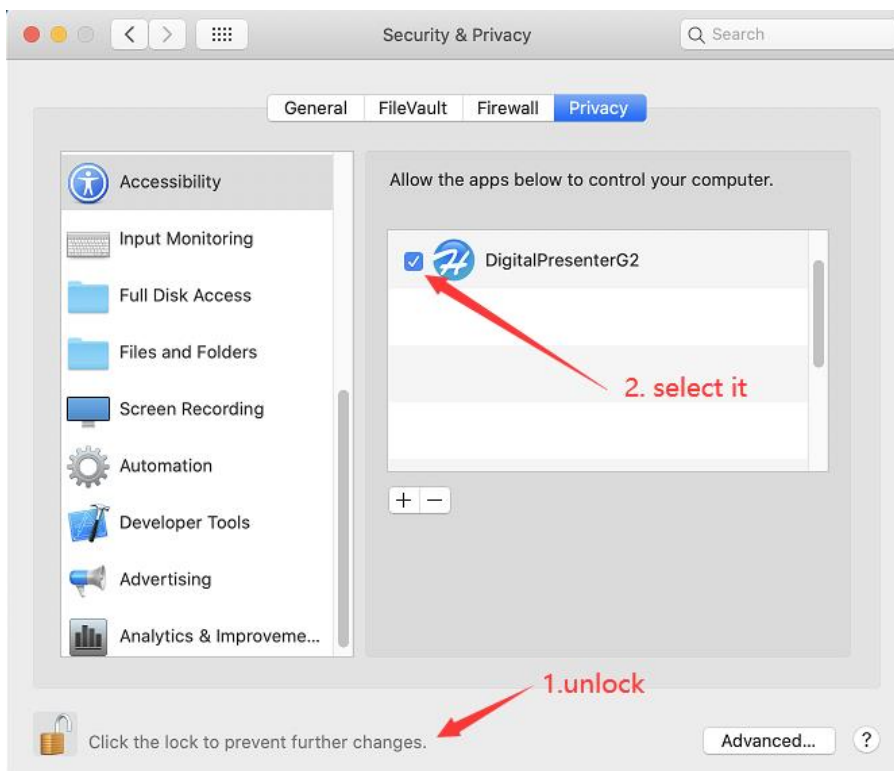 Security & Privacy
Search
General
FileVault
Firewall
Privacy
Accessibility
Input Monitoring
Full Disk Access
Files and Folders
Screen Recording
Automation
Developer Tools
Advertising
Analytics & Improveme...
Allow the apps below to control your computer.
DigitalPresenterG2
2. select it
+ −
1.unlock
Click the lock to prevent further changes.
Advanced...
?